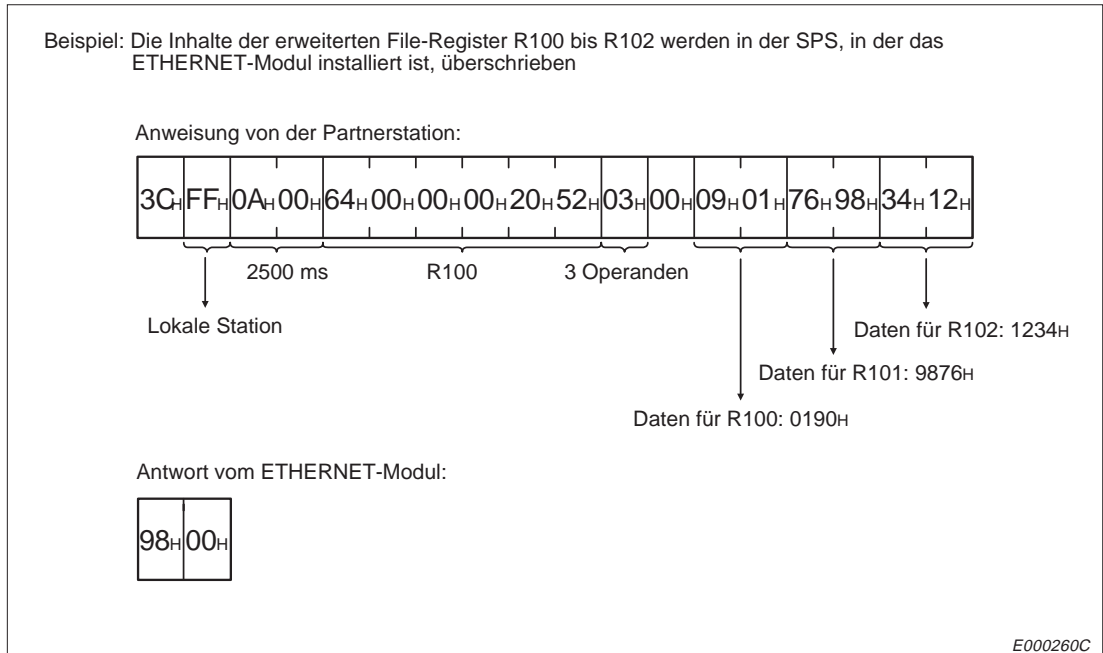 Beispiel: Die Inhalte der erweiterten File-Register R100 bis R102 werden in der SPS, in der das
ETHERNET-Modul installiert ist, überschrieben
Anweisung von der Partnerstation:
3CH FFH 0AH 00H 64H 00H 00H 00H 20H 52H 03H 00H 09H 01H 76H 98H 34H 12H
2500 ms R100 3 Operanden
Lokale Station
Daten für R102: 1234H
Daten für R101: 9876H
Daten für R100: 0190H
Antwort vom ETHERNET-Modul:
98H 00H
E000260C